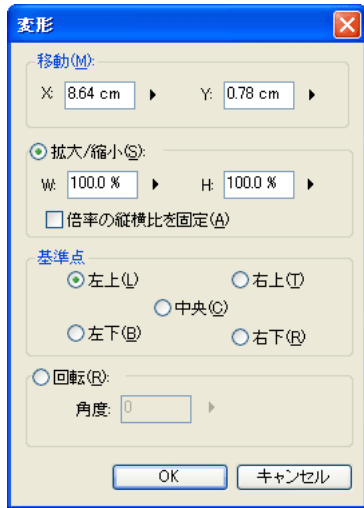 変形
移動(M):
X: 8.64 cm Y: 0.78 cm
拡大/縮小(S):
W: 100.0 % H: 100.0 %
倍率の縦横比を固定(A)
基準点
左上(L) 右上(T)
中央(C)
左下(B) 右下(R)
回転(R):
角度: 0
OK キャンセル